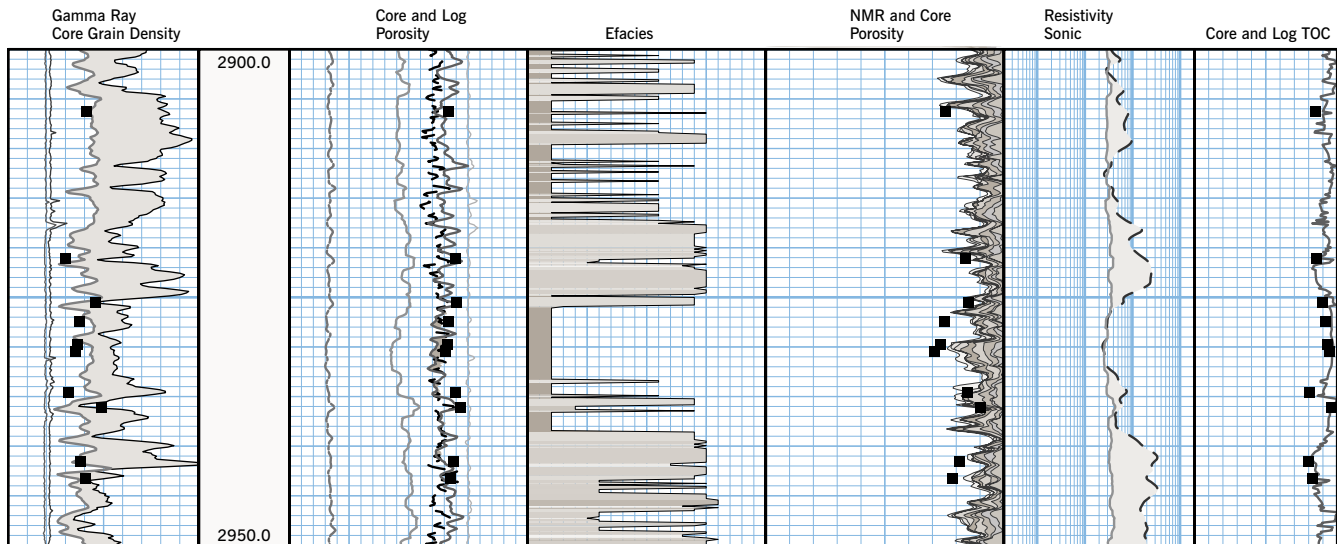 Gamma Ray
Core Grain Density
Core and Log
Porosity
Efacies
NMR and Core
Porosity
Resistivity
Sonic
Core and Log TOC
2900.0
2950.0